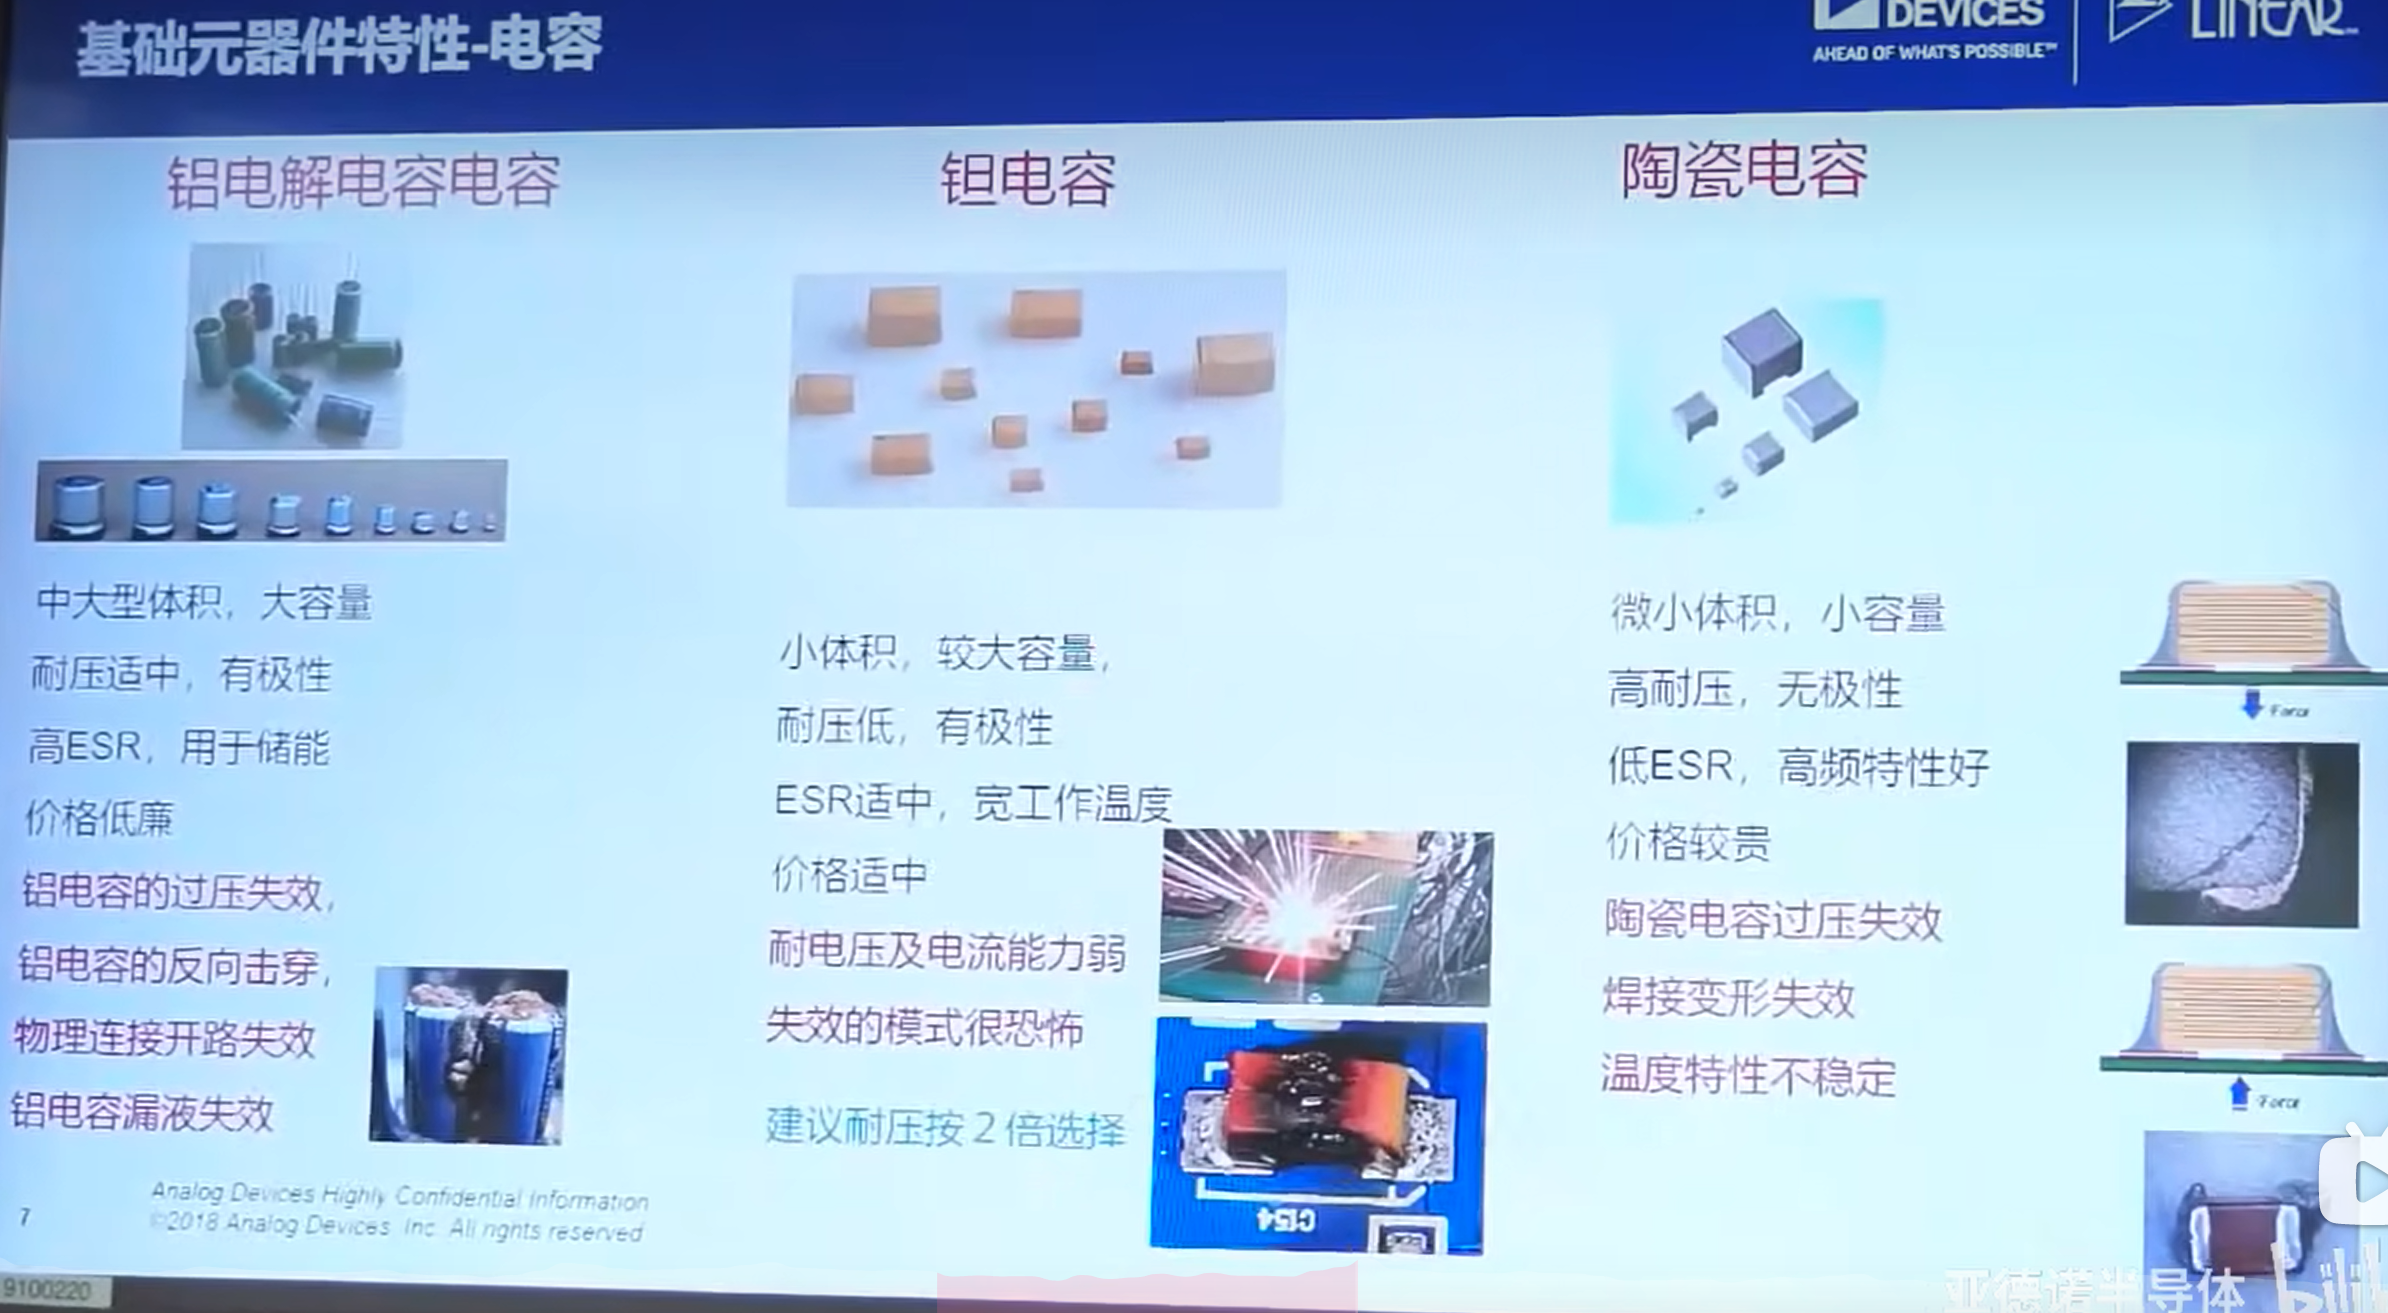 基础元器件特性-电容
DEVICES
AHEAD OF WHAT'S POSSIBLE™
LINEAR
铝电解电容电容
中大型体积，大容量
耐压适中，有极性
高ESR，用于储能
价格低廉
铝电容的过压失效，
铝电容的反向击穿，
物理连接开路失效
铝电容漏液失效
钽电容
小体积，较大容量，
耐压低，有极性
ESR适中，宽工作温度
价格适中
耐电压及电流能力弱
失效的模式很恐怖
建议耐压按2倍选择
C154
陶瓷电容
微小体积，小容量
高耐压，无极性
低ESR，高频特性好
价格较贵
陶瓷电容过压失效
焊接变形失效
温度特性不稳定
Force
Force
7
Analog Devices Highly Confidential Information
©2018 Analog Devices, Inc. All rights reserved
9100220
亚德诺半导体